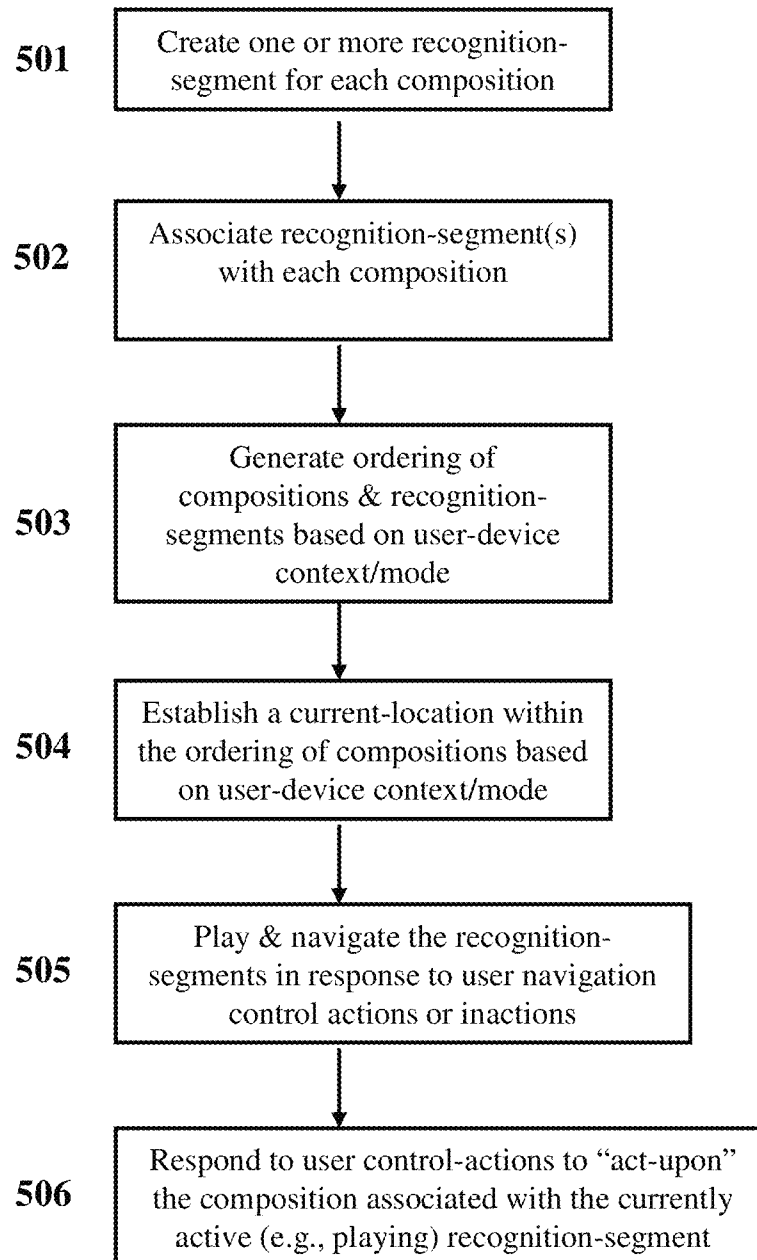 501
Create one or more recognition-
segment for each composition
502
Associate recognition-segment(s)
with each composition
503
Generate ordering of
compositions & recognition-
segments based on user-device
context/mode
504
Establish a current-location within
the ordering of compositions based
on user-device context/mode
505
Play & navigate the recognition-
segments in response to user navigation
control actions or inactions
506
Respond to user control-actions to “act-upon”
the composition associated with the currently
active (e.g., playing) recognition-segment